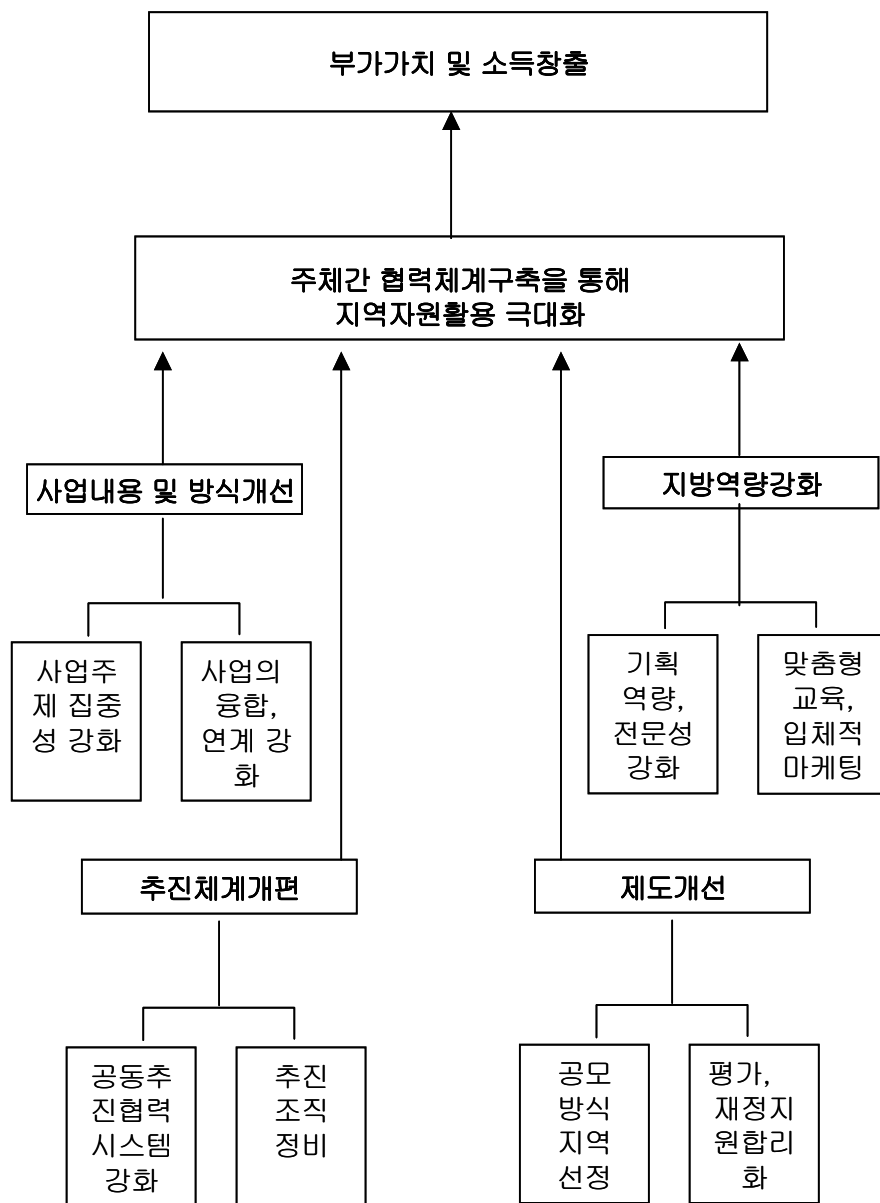 부가가치 및 소득창출
주체간 협력체계구축을 통해
지역자원활용 극대화
사업내용 및 방식개선
지방역량강화
사업주
제 집중
성 강화
사업의
융합,
연계 강
화
기획
역량,
전문성
강화
맞춤형
교육,
입체적
마케팅
추진체계개편
제도개선
공동추
진협력
시스템
강화
추진
조직
정비
공모
방식
지역
선정
평가,
재정지
원합리
화